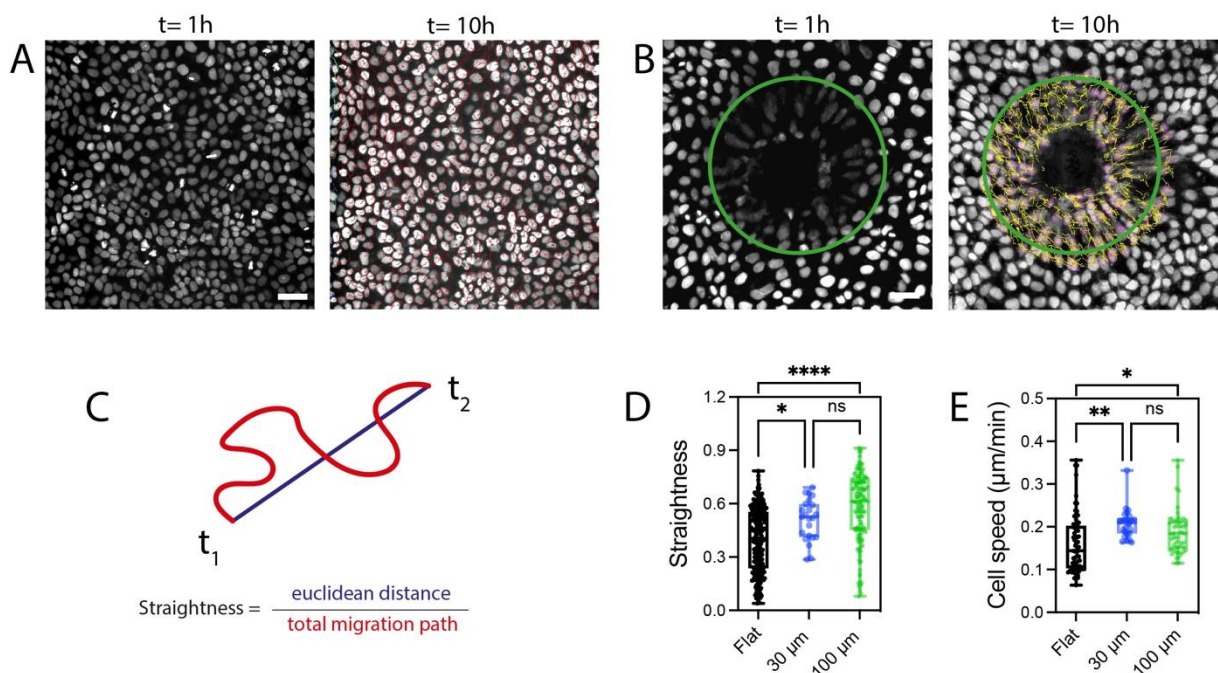 t= 1h
t= 10h
t= 1h
t= 10h
A
B
C
t1
t2
Straightness = euclidean distance
total migration path
D
****
*
ns
Straightness
1.2
0.9
0.6
0.3
0.0
Flat
30 µm
100 µm
E
*
**
ns
Cell speed (µm/min)
0.5
0.4
0.3
0.2
0.1
0.0
Flat
30 µm
100 µm